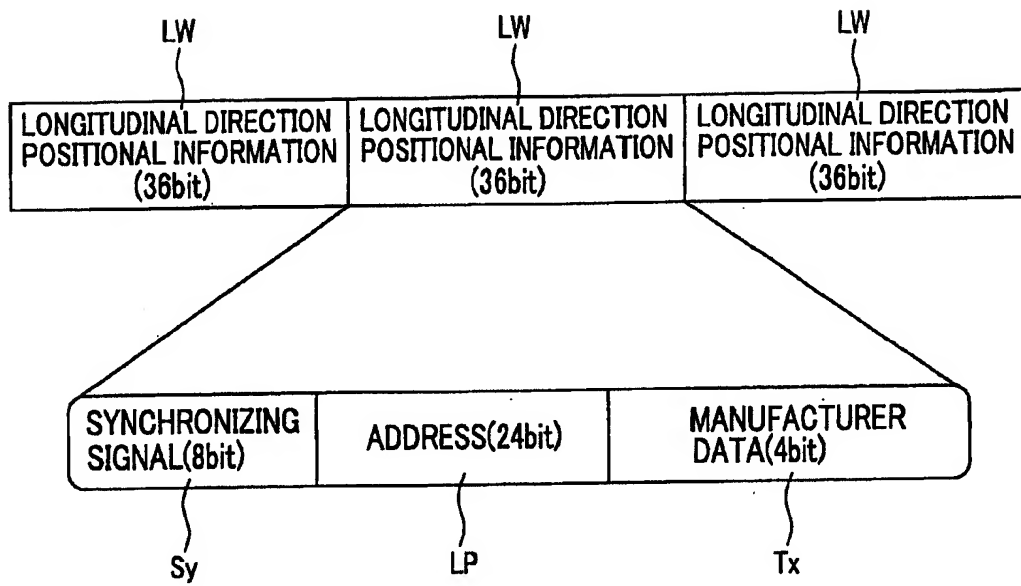 LW LW LW
LONGITUDINAL DIRECTION POSITIONAL INFORMATION (36bit)
LONGITUDINAL DIRECTION POSITIONAL INFORMATION (36bit)
LONGITUDINAL DIRECTION POSITIONAL INFORMATION (36bit)
SYNCHRONIZING SIGNAL(8bit)
ADDRESS(24bit)
MANUFACTURER DATA(4bit)
Sy LP Tx